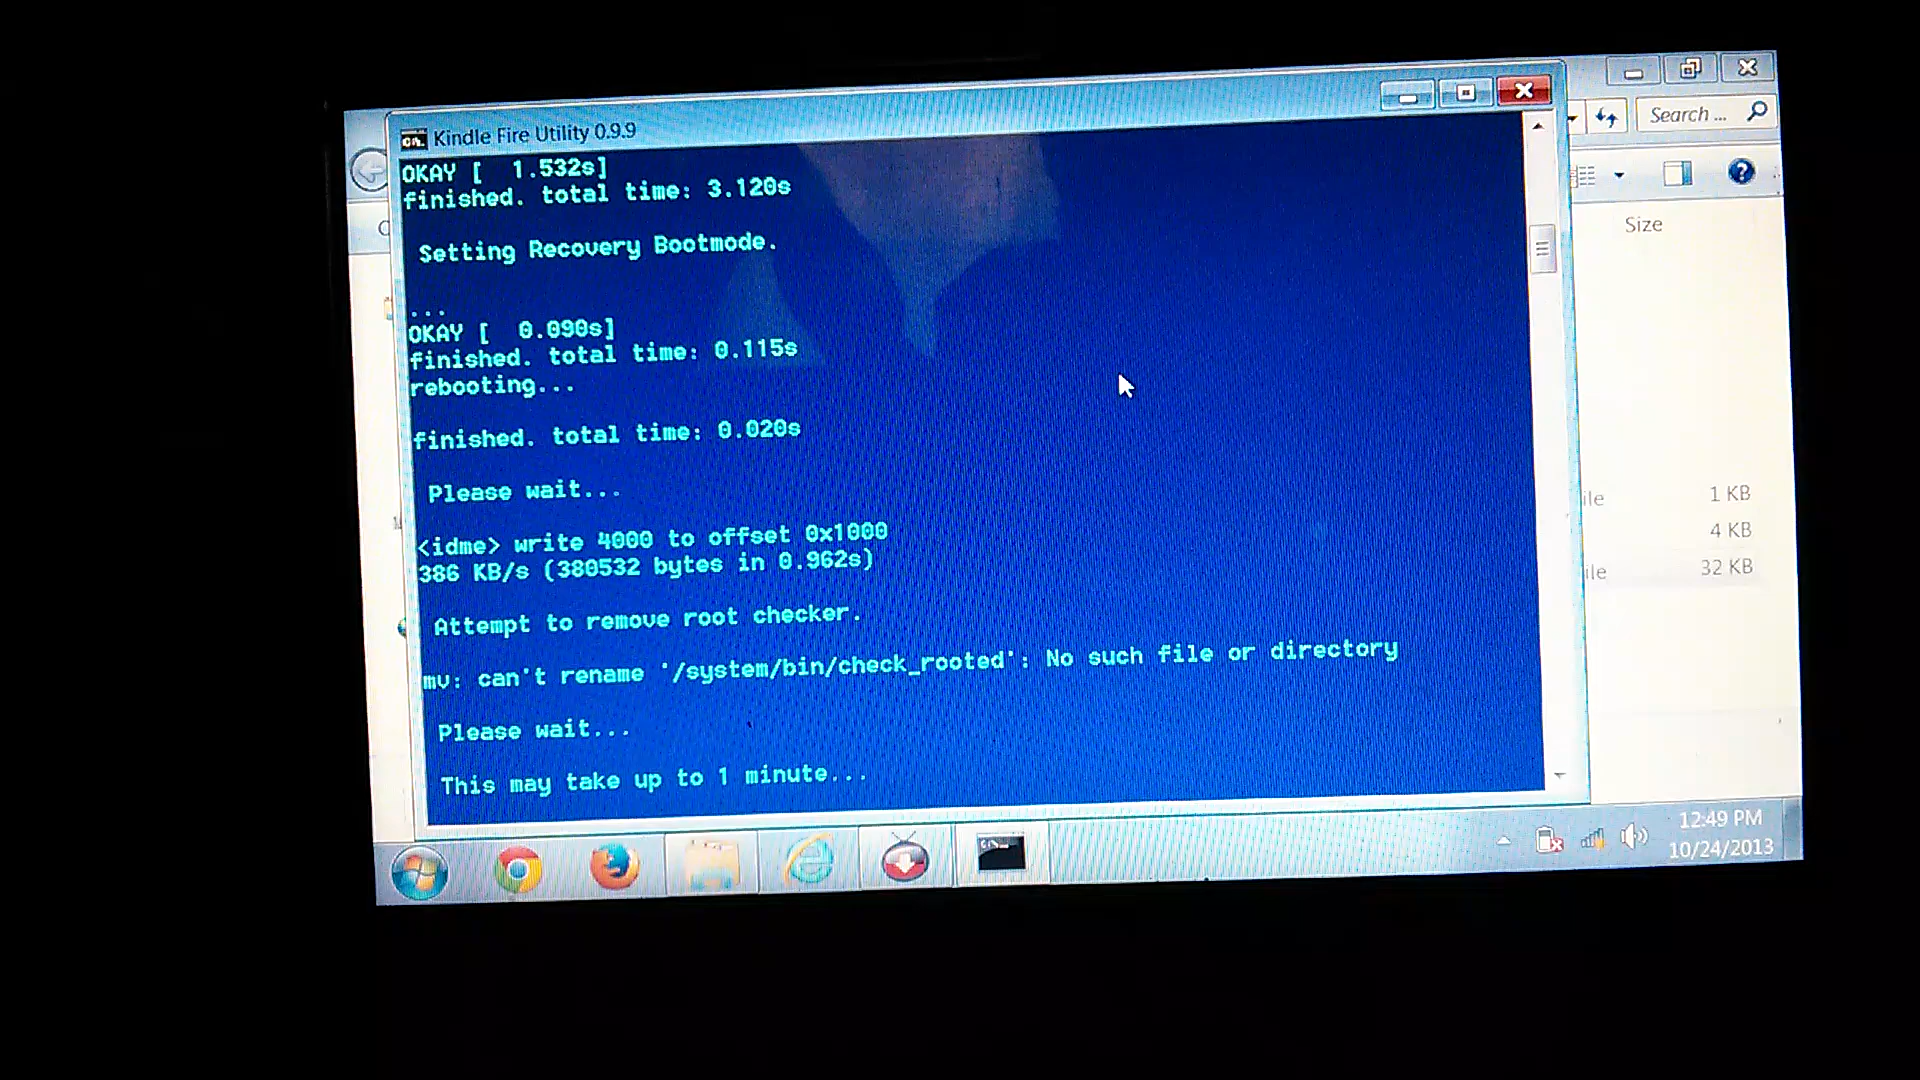 Kindle Fire Utility 0.9.9
Search ...
OKAY [  1.532s]
finished. total time: 3.120s
Size
Setting Recovery Bootmode.
...
OKAY [  0.090s]
finished. total time: 0.115s
rebooting...
finished. total time: 0.020s
Please wait...
1 KB
<idme> write 4000 to offset 0x1000
4 KB
386 KB/s (380532 bytes in 0.962s)
32 KB
Attempt to remove root checker.
mv: can't rename '/system/bin/check_rooted': No such file or directory
Please wait...
This may take up to 1 minute...
12:49 PM
10/24/2013